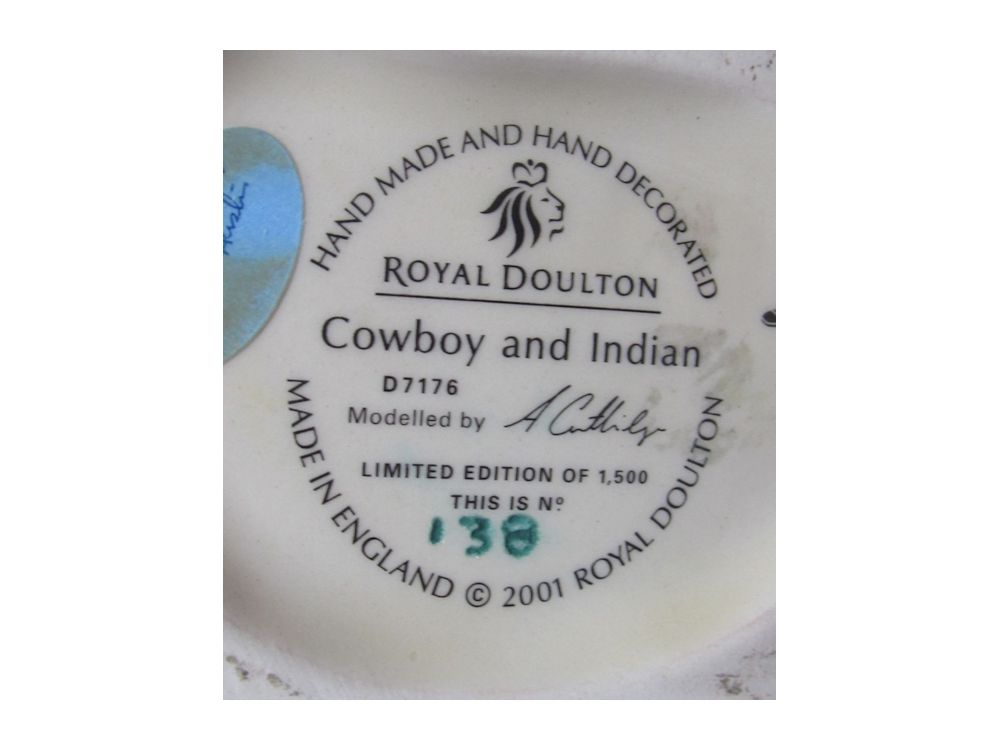 HAND MADE AND HAND DECORATED
ROYAL DOULTON
Cowboy and Indian
D7176
Modelled by
LIMITED EDITION OF 1,500
THIS IS Nº
138
MADE IN ENGLAND © 2001 ROYAL DOULTON